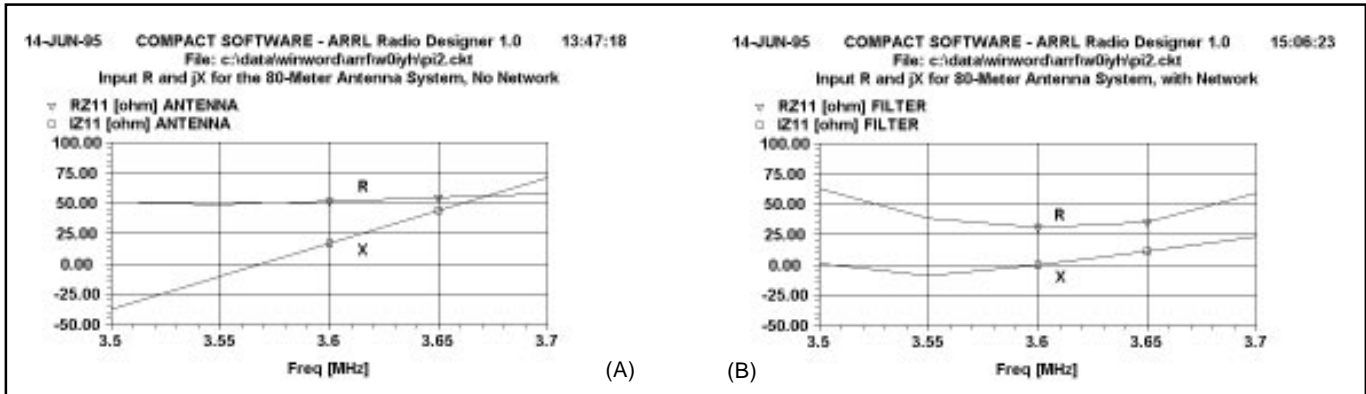 14-JUN-95 COMPACT SOFTWARE - ARRL Radio Designer 1.0 13:47:18
File: c:\data\winword\arrl\w0iyh\pi2.ckt
Input R and jX for the 80-Meter Antenna System, No Network
RZ11 [ohm] ANTENNA
IZ11 [ohm] ANTENNA
100.00
75.00
50.00
25.00
0.00
-25.00
-50.00
R
X
3.5 3.55 3.6 3.65 3.7
Freq [MHz]
(A)
14-JUN-95 COMPACT SOFTWARE - ARRL Radio Designer 1.0 15:06:23
File: c:\data\winword\arrl\w0iyh\pi2.ckt
Input R and jX for 80-Meter Antenna System, with Network
RZ11 [ohm] FILTER
IZ11 [ohm] FILTER
100.00
75.00
50.00
25.00
0.00
-25.00
-50.00
R
X
3.5 3.55 3.6 3.65 3.7
Freq [MHz]
(B)